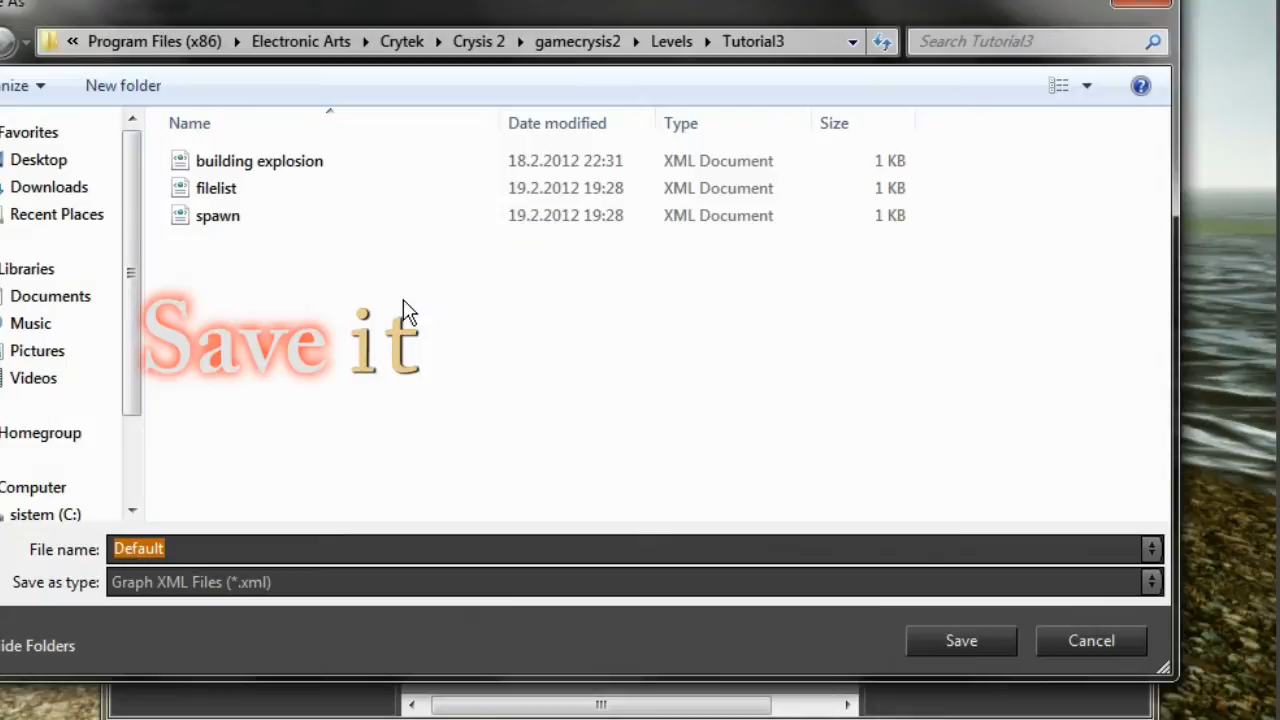 e As
« Program Files (x86) Electronic Arts Crytek Crysis 2 gamecrysis2 Levels Tutorial3 Search Tutorial3
nize New folder
Name Date modified Type Size
Favorites
Desktop
Downloads
Recent Places
Libraries
Documents
Music
Pictures
Videos
Homegroup
Computer
sistem (C:)
building explosion 18.2.2012 22:31 XML Document 1 KB
filelist 19.2.2012 19:28 XML Document 1 KB
spawn 19.2.2012 19:28 XML Document 1 KB
Save it
File name: Default
Save as type: Graph XML Files (*.xml)
ide Folders Save Cancel